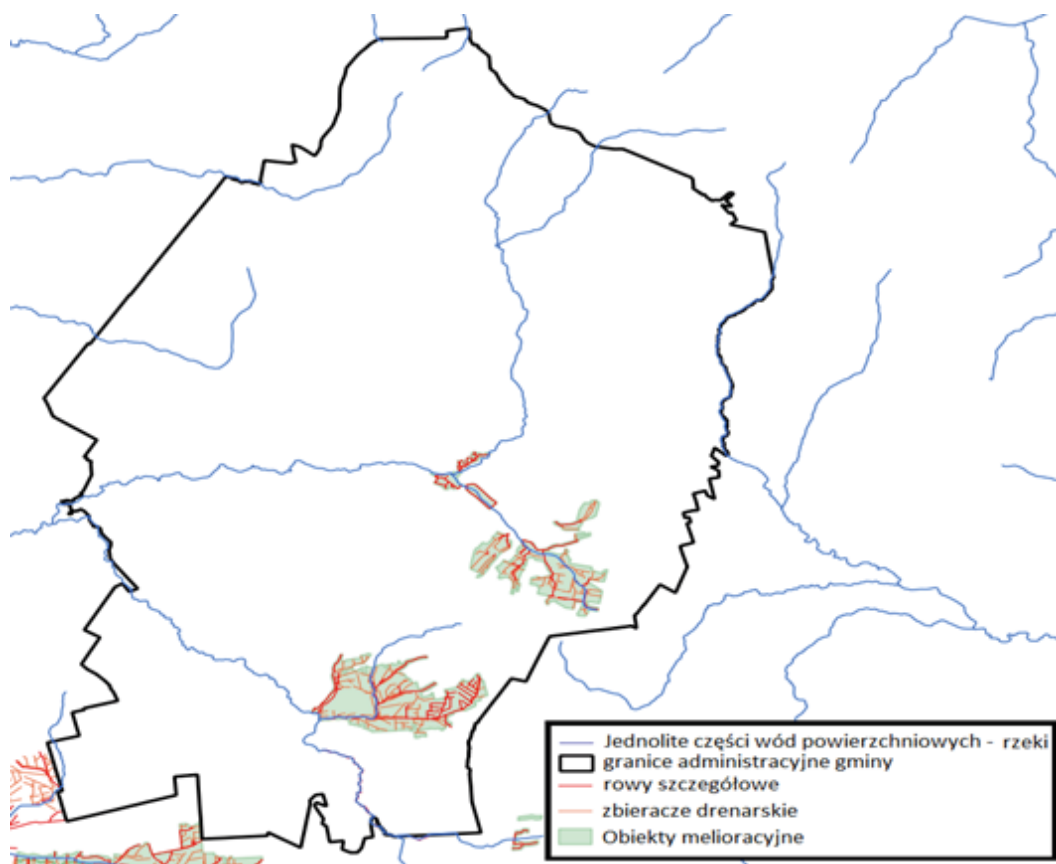 Jednolite części wód powierzchniowych - rzeki
granice administracyjne gminy
rowy szczegółowe
zbieracze drenarskie
Obiekty melioracyjne